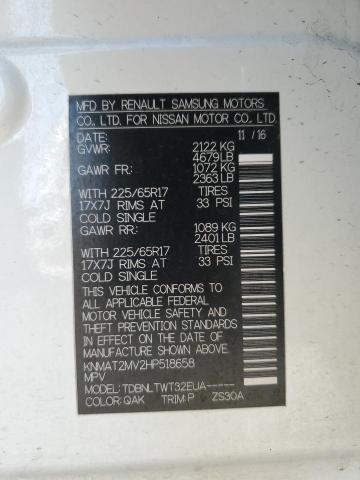 MFD BY RENAULT SAMSUNG MOTORS
CO., LTD. FOR NISSAN MOTOR CO., LTD.
DATE: 11 / 16
GVWR: 2122 KG
4679 LB
GAWR FR: 1072 KG
2363 LB
WITH 225/65R17 TIRES
17X7J RIMS AT 33 PSI
COLD SINGLE
GAWR RR: 1089 KG
2401 LB
WITH 225/65R17 TIRES
17X7J RIMS AT 33 PSI
COLD SINGLE
THIS VEHICLE CONFORMS TO
ALL APPLICABLE FEDERAL
MOTOR VEHICLE SAFETY AND
THEFT PREVENTION STANDARDS IN
EFFECT ON THE DATE OF
MANUFACTURE SHOWN ABOVE.
KNMAT2MV2HP518658
MPV
MODEL: TDBNLTWT32EUA-----
COLOR: QAK TRIM: P ZS30A